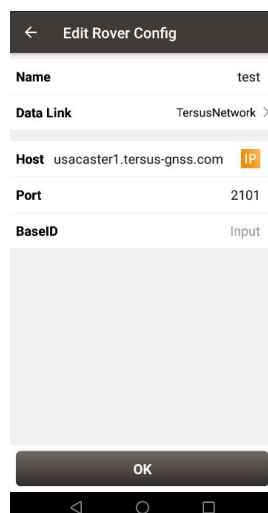 ← Edit Rover Config
Name test
Data Link TersusNetwork >
Host usacaster1.tersus-gnss.com IP
Port 2101
BaseID Input
OK